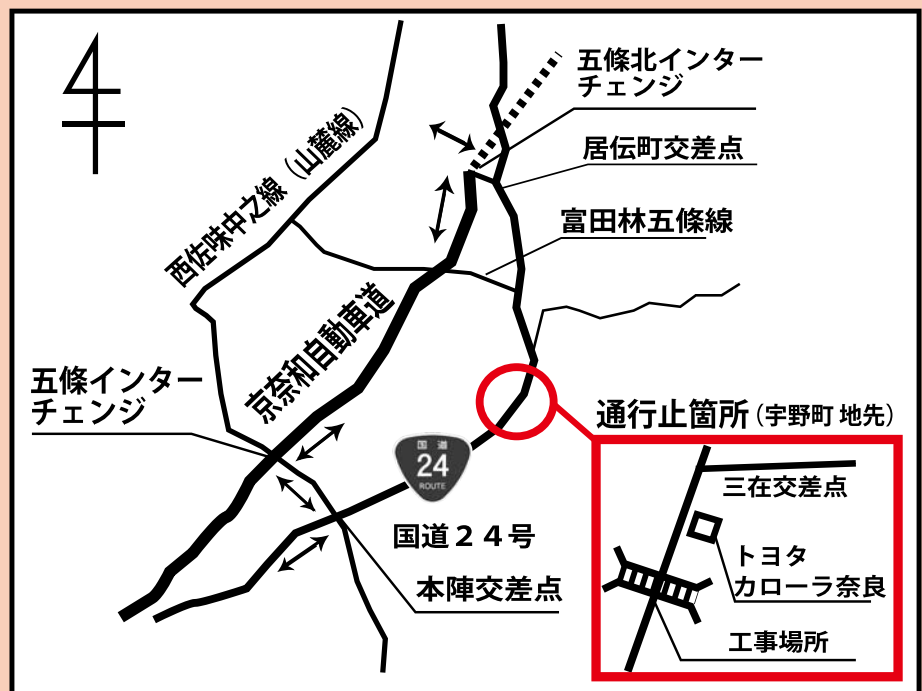 五條北インター
チェンジ
居伝町交差点
西佐味中之線（山麓線）
富田林五條線
京奈和自動車道
五條インター
チェンジ
通行止箇所（宇野町 地先）
国道
24
ROUTE
三在交差点
国道２４号
トヨタ
カローラ奈良
本陣交差点
工事場所